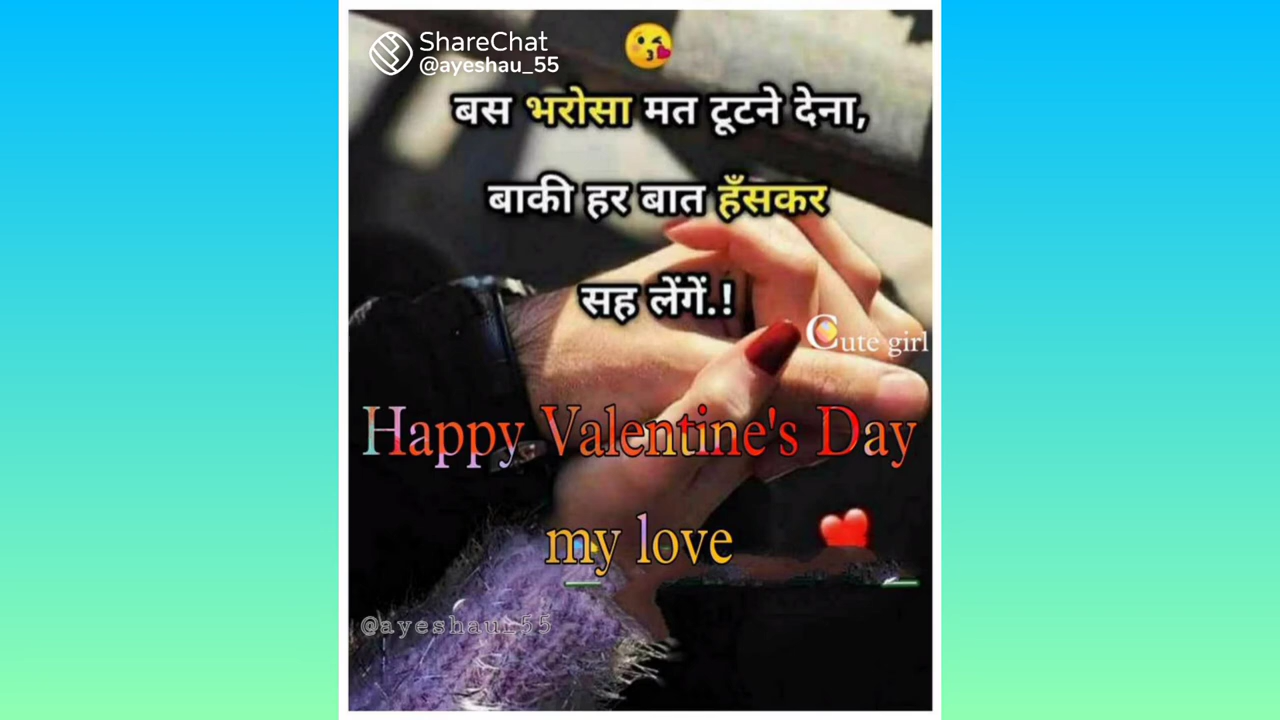 ShareChat
@ayeshau_55
बस भरोसा मत टूटने देना,
बाकी हर बात हँसकर
सह लेंगें.!
Cute girl
Happy Valentine's Day
my love
@ayeshau_55